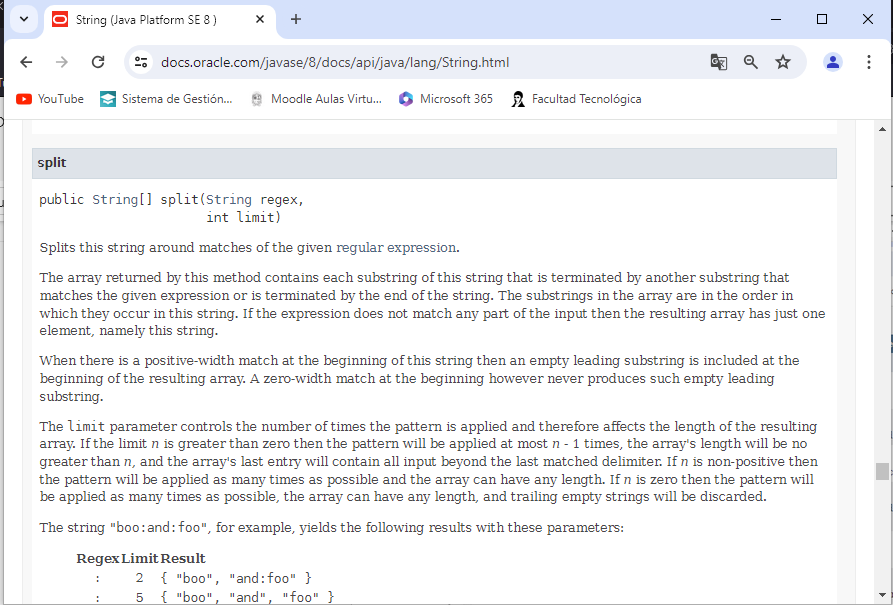 String (Java Platform SE 8 )
docs.oracle.com/javase/8/docs/api/java/lang/String.html
YouTube
Sistema de Gestión...
Moodle Aulas Virtu...
Microsoft 365
Facultad Tecnológica
split
public String[] split(String regex,
int limit)
Splits this string around matches of the given regular expression.
The array returned by this method contains each substring of this string that is terminated by another substring that
matches the given expression or is terminated by the end of the string. The substrings in the array are in the order in
which they occur in this string. If the expression does not match any part of the input then the resulting array has just one
element, namely this string.
When there is a positive-width match at the beginning of this string then an empty leading substring is included at the
beginning of the resulting array. A zero-width match at the beginning however never produces such empty leading
substring.
The limit parameter controls the number of times the pattern is applied and therefore affects the length of the resulting
array. If the limit n is greater than zero then the pattern will be applied at most n - 1 times, the array's length will be no
greater than n, and the array's last entry will contain all input beyond the last matched delimiter. If n is non-positive then
the pattern will be applied as many times as possible and the array can have any length. If n is zero then the pattern will
be applied as many times as possible, the array can have any length, and trailing empty strings will be discarded.
The string "boo:and:foo", for example, yields the following results with these parameters:
Regex Limit Result
: 2 { "boo", "and:foo" }
: 5 { "boo", "and", "foo" }